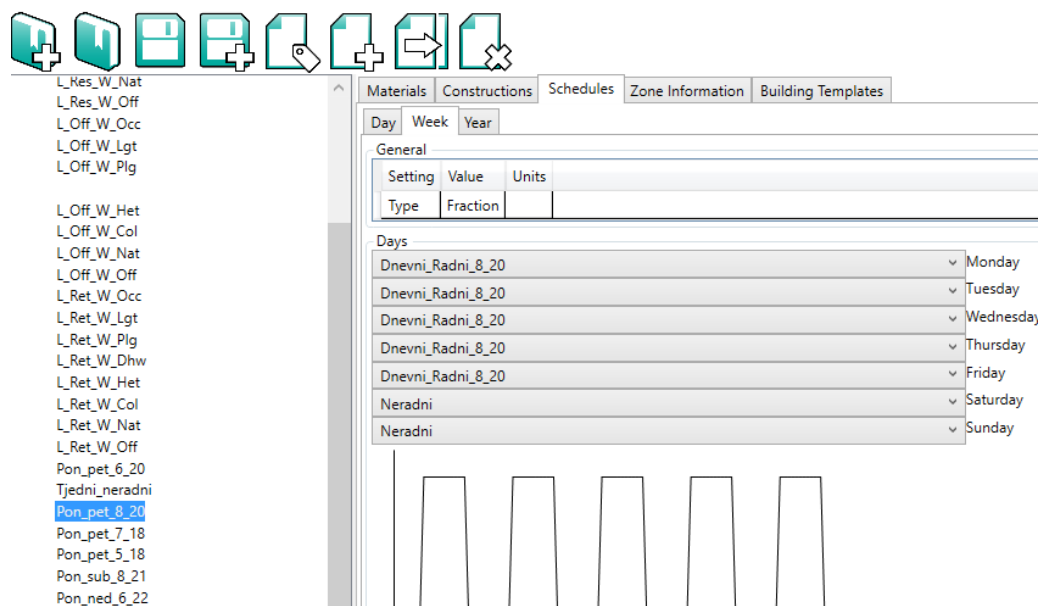 L_Res_W_Nat
L_Res_W_Off
L_Off_W_Occ
L_Off_W_Lgt
L_Off_W_Plg
L_Off_W_Het
L_Off_W_Col
L_Off_W_Nat
L_Off_W_Off
L_Ret_W_Occ
L_Ret_W_Lgt
L_Ret_W_Plg
L_Ret_W_Dhw
L_Ret_W_Het
L_Ret_W_Col
L_Ret_W_Nat
L_Ret_W_Off
Pon_pet_6_20
Tjedni_neradni
Pon_pet_8_20
Pon_pet_7_18
Pon_pet_5_18
Pon_sub_8_21
Pon_ned_6_22
Materials Constructions Schedules Zone Information Building Templates
Day Week Year
General
Setting Value Units
Type Fraction
Days
Dnevni_Radni_8_20 Monday
Dnevni_Radni_8_20 Tuesday
Dnevni_Radni_8_20 Wednesday
Dnevni_Radni_8_20 Thursday
Dnevni_Radni_8_20 Friday
Neradni Saturday
Neradni Sunday